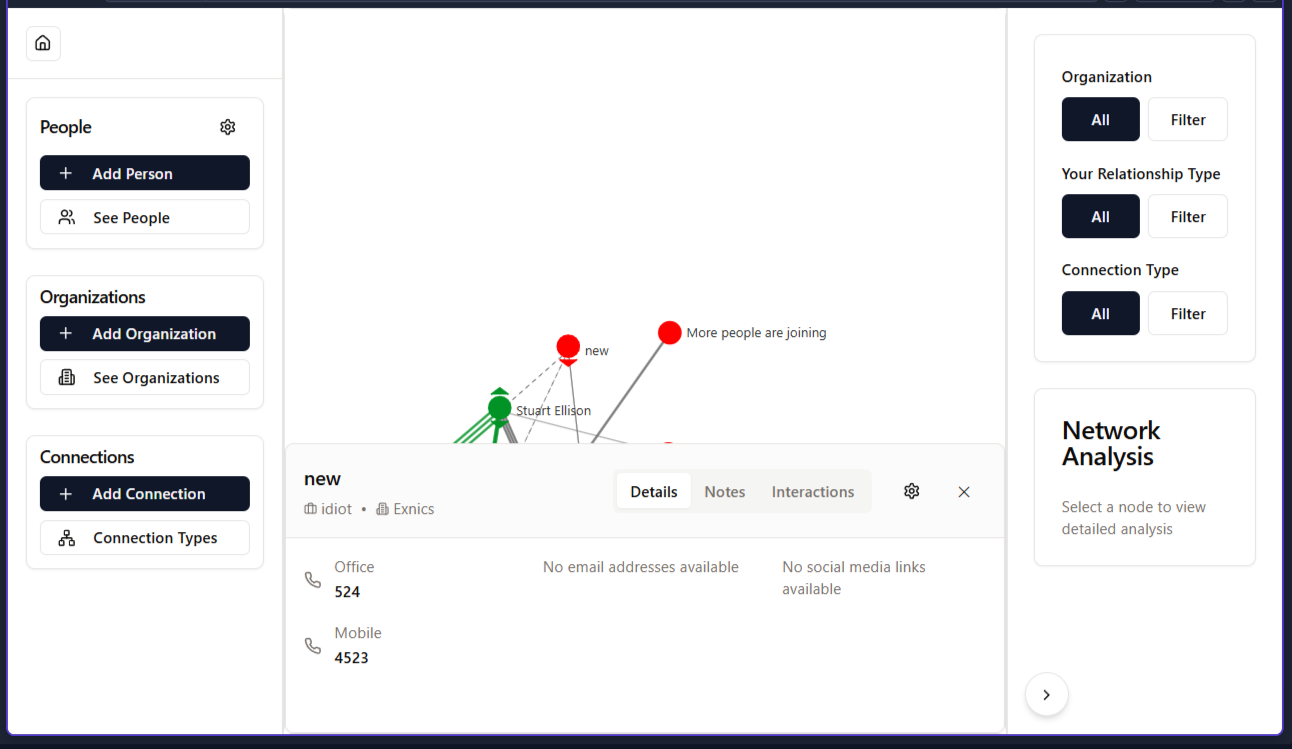 People
Add Person
See People
Organizations
Add Organization
See Organizations
Connections
Add Connection
Connection Types
new
More people are joining
Stuart Ellison
new
idiot • Exnics
Details
Notes
Interactions
Office
524
Mobile
4523
No email addresses available
No social media links
available
Organization
All
Filter
Your Relationship Type
All
Filter
Connection Type
All
Filter
Network
Analysis
Select a node to view
detailed analysis